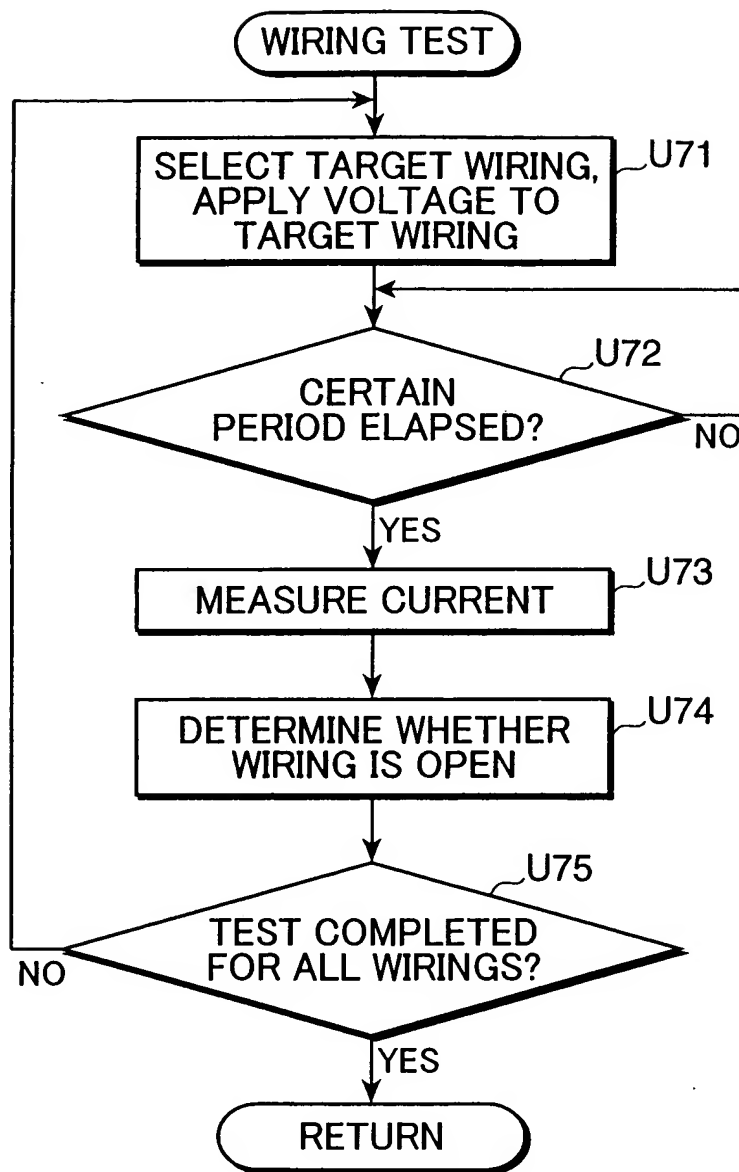 WIRING TEST
U71
SELECT TARGET WIRING,
APPLY VOLTAGE TO
TARGET WIRING
U72
CERTAIN
PERIOD ELAPSED?
NO
YES
U73
MEASURE CURRENT
U74
DETERMINE WHETHER
WIRING IS OPEN
U75
TEST COMPLETED
FOR ALL WIRINGS?
NO
YES
RETURN